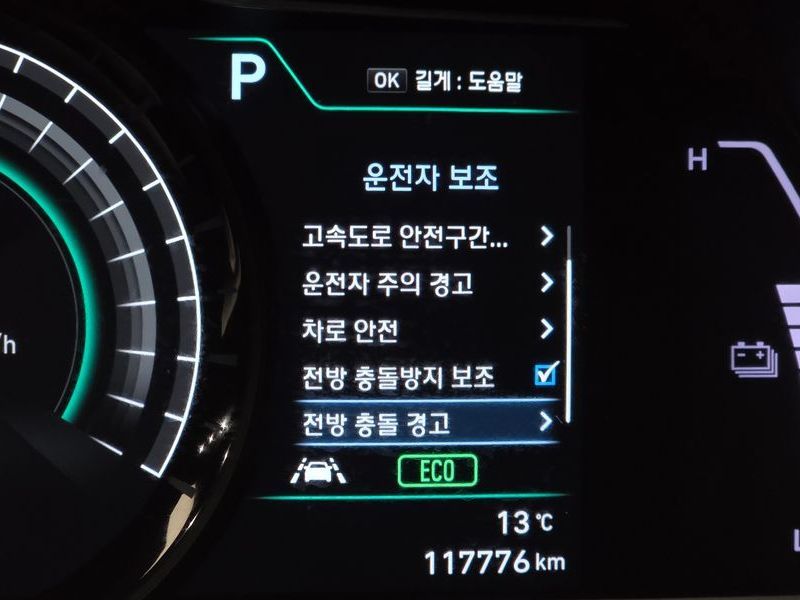 P
OK 길게 : 도움말
운전자 보조
H
고속도로 안전구간...
운전자 주의 경고
차로 안전
/h
전방 충돌방지 보조
전방 충돌 경고
ECO
13 ℃
L
117776 km